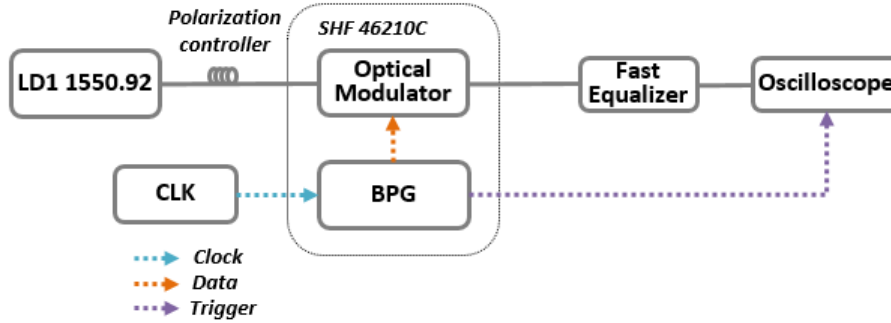 Polarization
controller
SHF 46210C
LD1 1550.92
Optical
Modulator
Fast
Equalizer
Oscilloscope
CLK
BPG
Clock
Data
Trigger